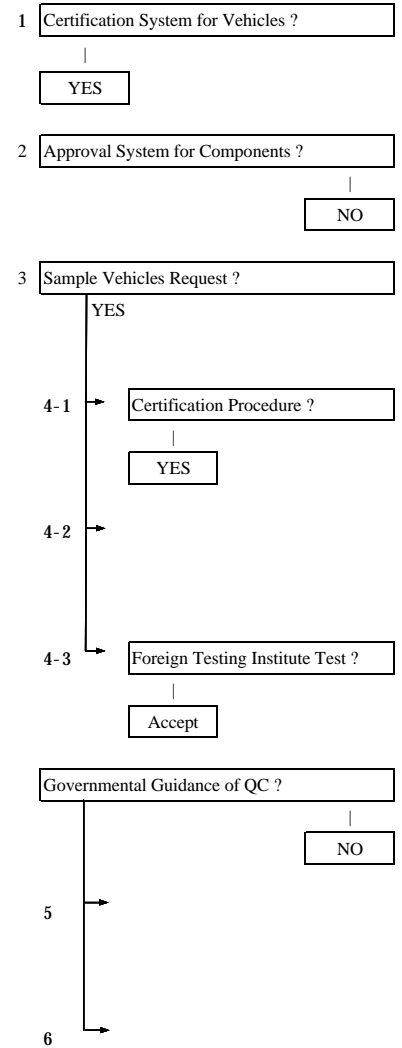 1 Certification System for Vehicles ?
YES
2 Approval System for Components ?
NO
3 Sample Vehicles Request ?
YES
4-1 Certification Procedure ?
YES
4-2
4-3 Foreign Testing Institute Test ?
Accept
Governmental Guidance of QC ?
NO
5
6